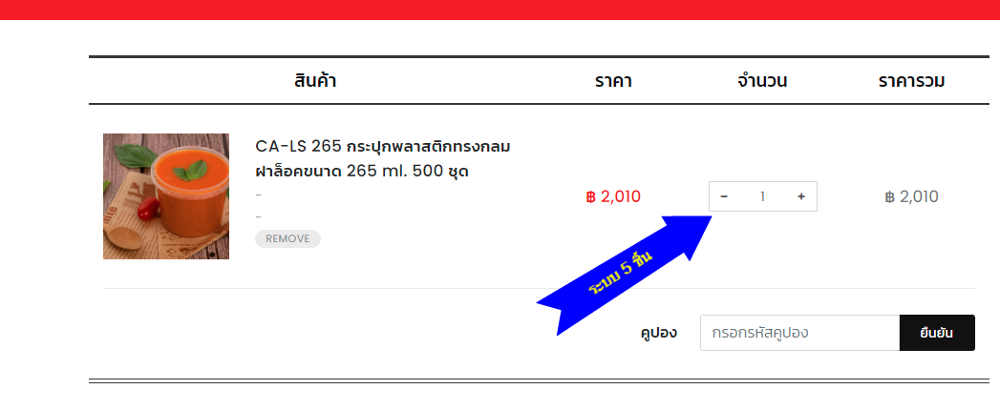 สินค้า ราคา จำนวน ราคารวม
CA-LS 265 กระปุกพลาสติกทรงกลม
ฝาล็อคขนาด 265 ml. 500 ชุด
-
฿ 2,010 - 1 + ฿ 2,010
-
REMOVE
ระบบ 5 ชิ้น
คูปอง กรอกรหัสคูปอง ยืนยัน